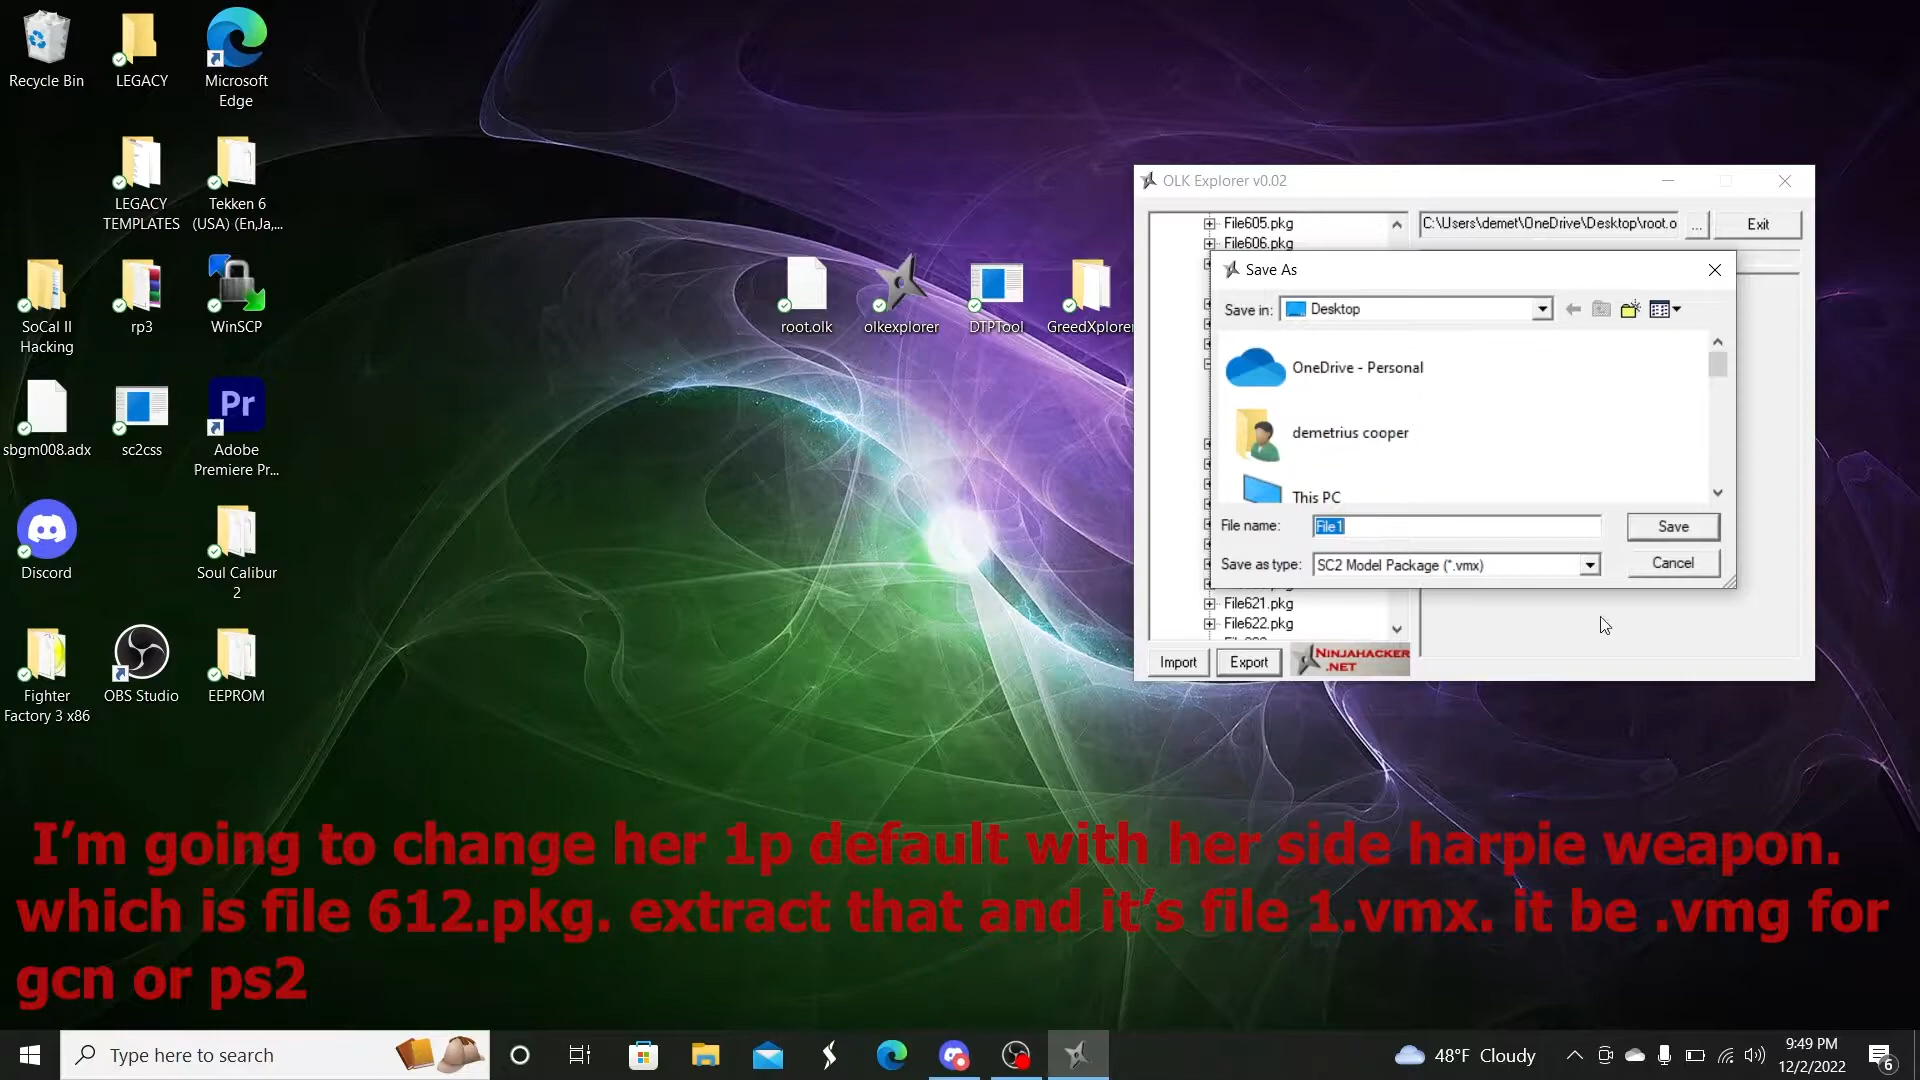 Recycle Bin
LEGACY
Microsoft
Edge
LEGACY
TEMPLATES
Tekken 6
(USA) (En,Ja,...
SoCal II
Hacking
rp3
WinSCP
sbgm008.adx
sc2css
Pr
Adobe
Premiere Pr...
Discord
Soul Calibur
2
Fighter
Factory 3 x86
OBS Studio
EEPROM
root.olk
olkexplorer
DTPTool
GreedXplorer
OLK Explorer v0.02
File605.pkg
File606.pkg
C:\Users\demet\OneDrive\Desktop\root.o
...
Exit
Save As
Save in:
Desktop
OneDrive - Personal
demetrius cooper
This PC
File name:
File1
Save
Save as type:
SC2 Model Package (*.vmx)
Cancel
File621.pkg
File622.pkg
Import
Export
NINJAHACKER
.NET
I’m going to change her 1p default with her side harpie weapon.
which is file 612.pkg. extract that and it’s file 1.vmx. it be .vmg for
gcn or ps2
Type here to search
48°F Cloudy
9:49 PM
12/2/2022
6